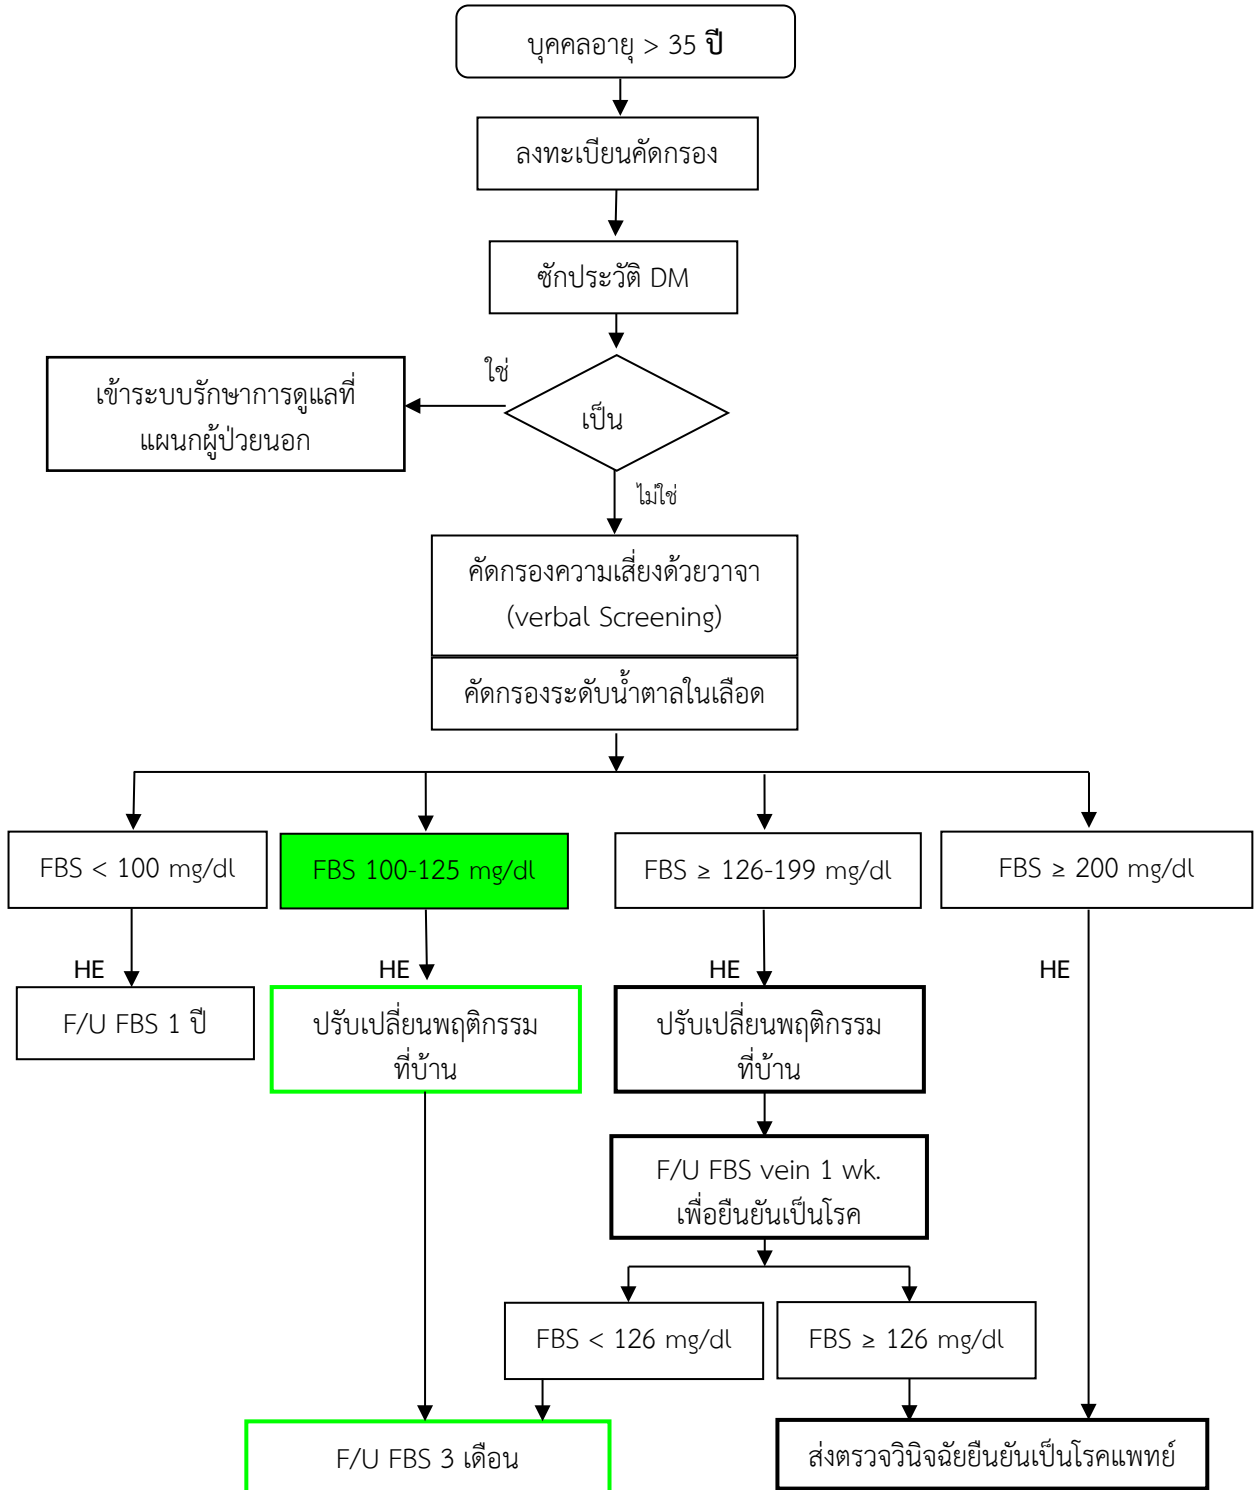 บุคคลอายุ > 35 ปี
ลงทะเบียนคัดกรอง
ซักประวัติ DM
ใช่
เข้าระบบรักษาการดูแลที่
แผนกผู้ป่วยนอก
เป็น
ไม่ใช่
คัดกรองความเสี่ยงด้วยวาจา
(verbal Screening)
คัดกรองระดับน้ำตาลในเลือด
FBS < 100 mg/dl
FBS 100-125 mg/dl
FBS ≥ 126-199 mg/dl
FBS ≥ 200 mg/dl
HE
HE
HE
HE
F/U FBS 1 ปี
ปรับเปลี่ยนพฤติกรรม
ที่บ้าน
ปรับเปลี่ยนพฤติกรรม
ที่บ้าน
F/U FBS vein 1 wk.
เพื่อยืนยันเป็นโรค
FBS < 126 mg/dl
FBS ≥ 126 mg/dl
F/U FBS 3 เดือน
ส่งตรวจวินิจฉัยยืนยันเป็นโรคแพทย์